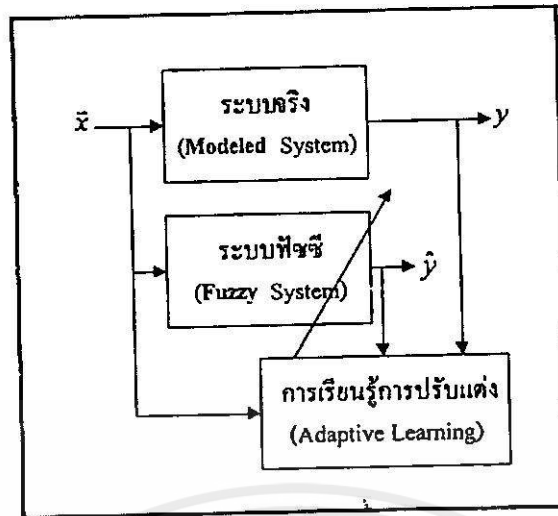 ระบบจริง
x̄ y
(Modeled System)
ระบบฟัซซี
ŷ
(Fuzzy System)
การเรียนรู้การปรับแต่ง
(Adaptive Learning)